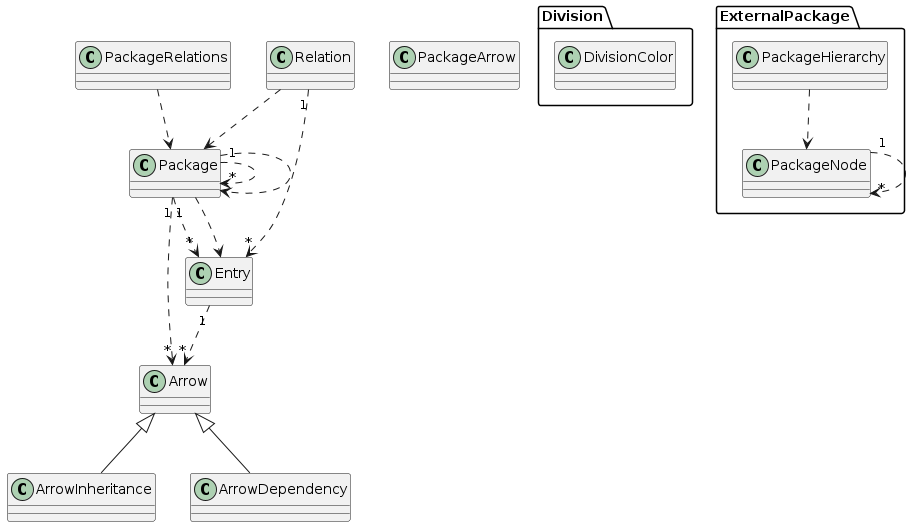 Division
ExternalPackage
C PackageRelations
C Relation
C PackageArrow
C DivisionColor
C PackageHierarchy
1
C Package
1
*
C PackageNode
1
*
1
1
*
*
C Entry
1
*
*
C Arrow
C ArrowInheritance
C ArrowDependency